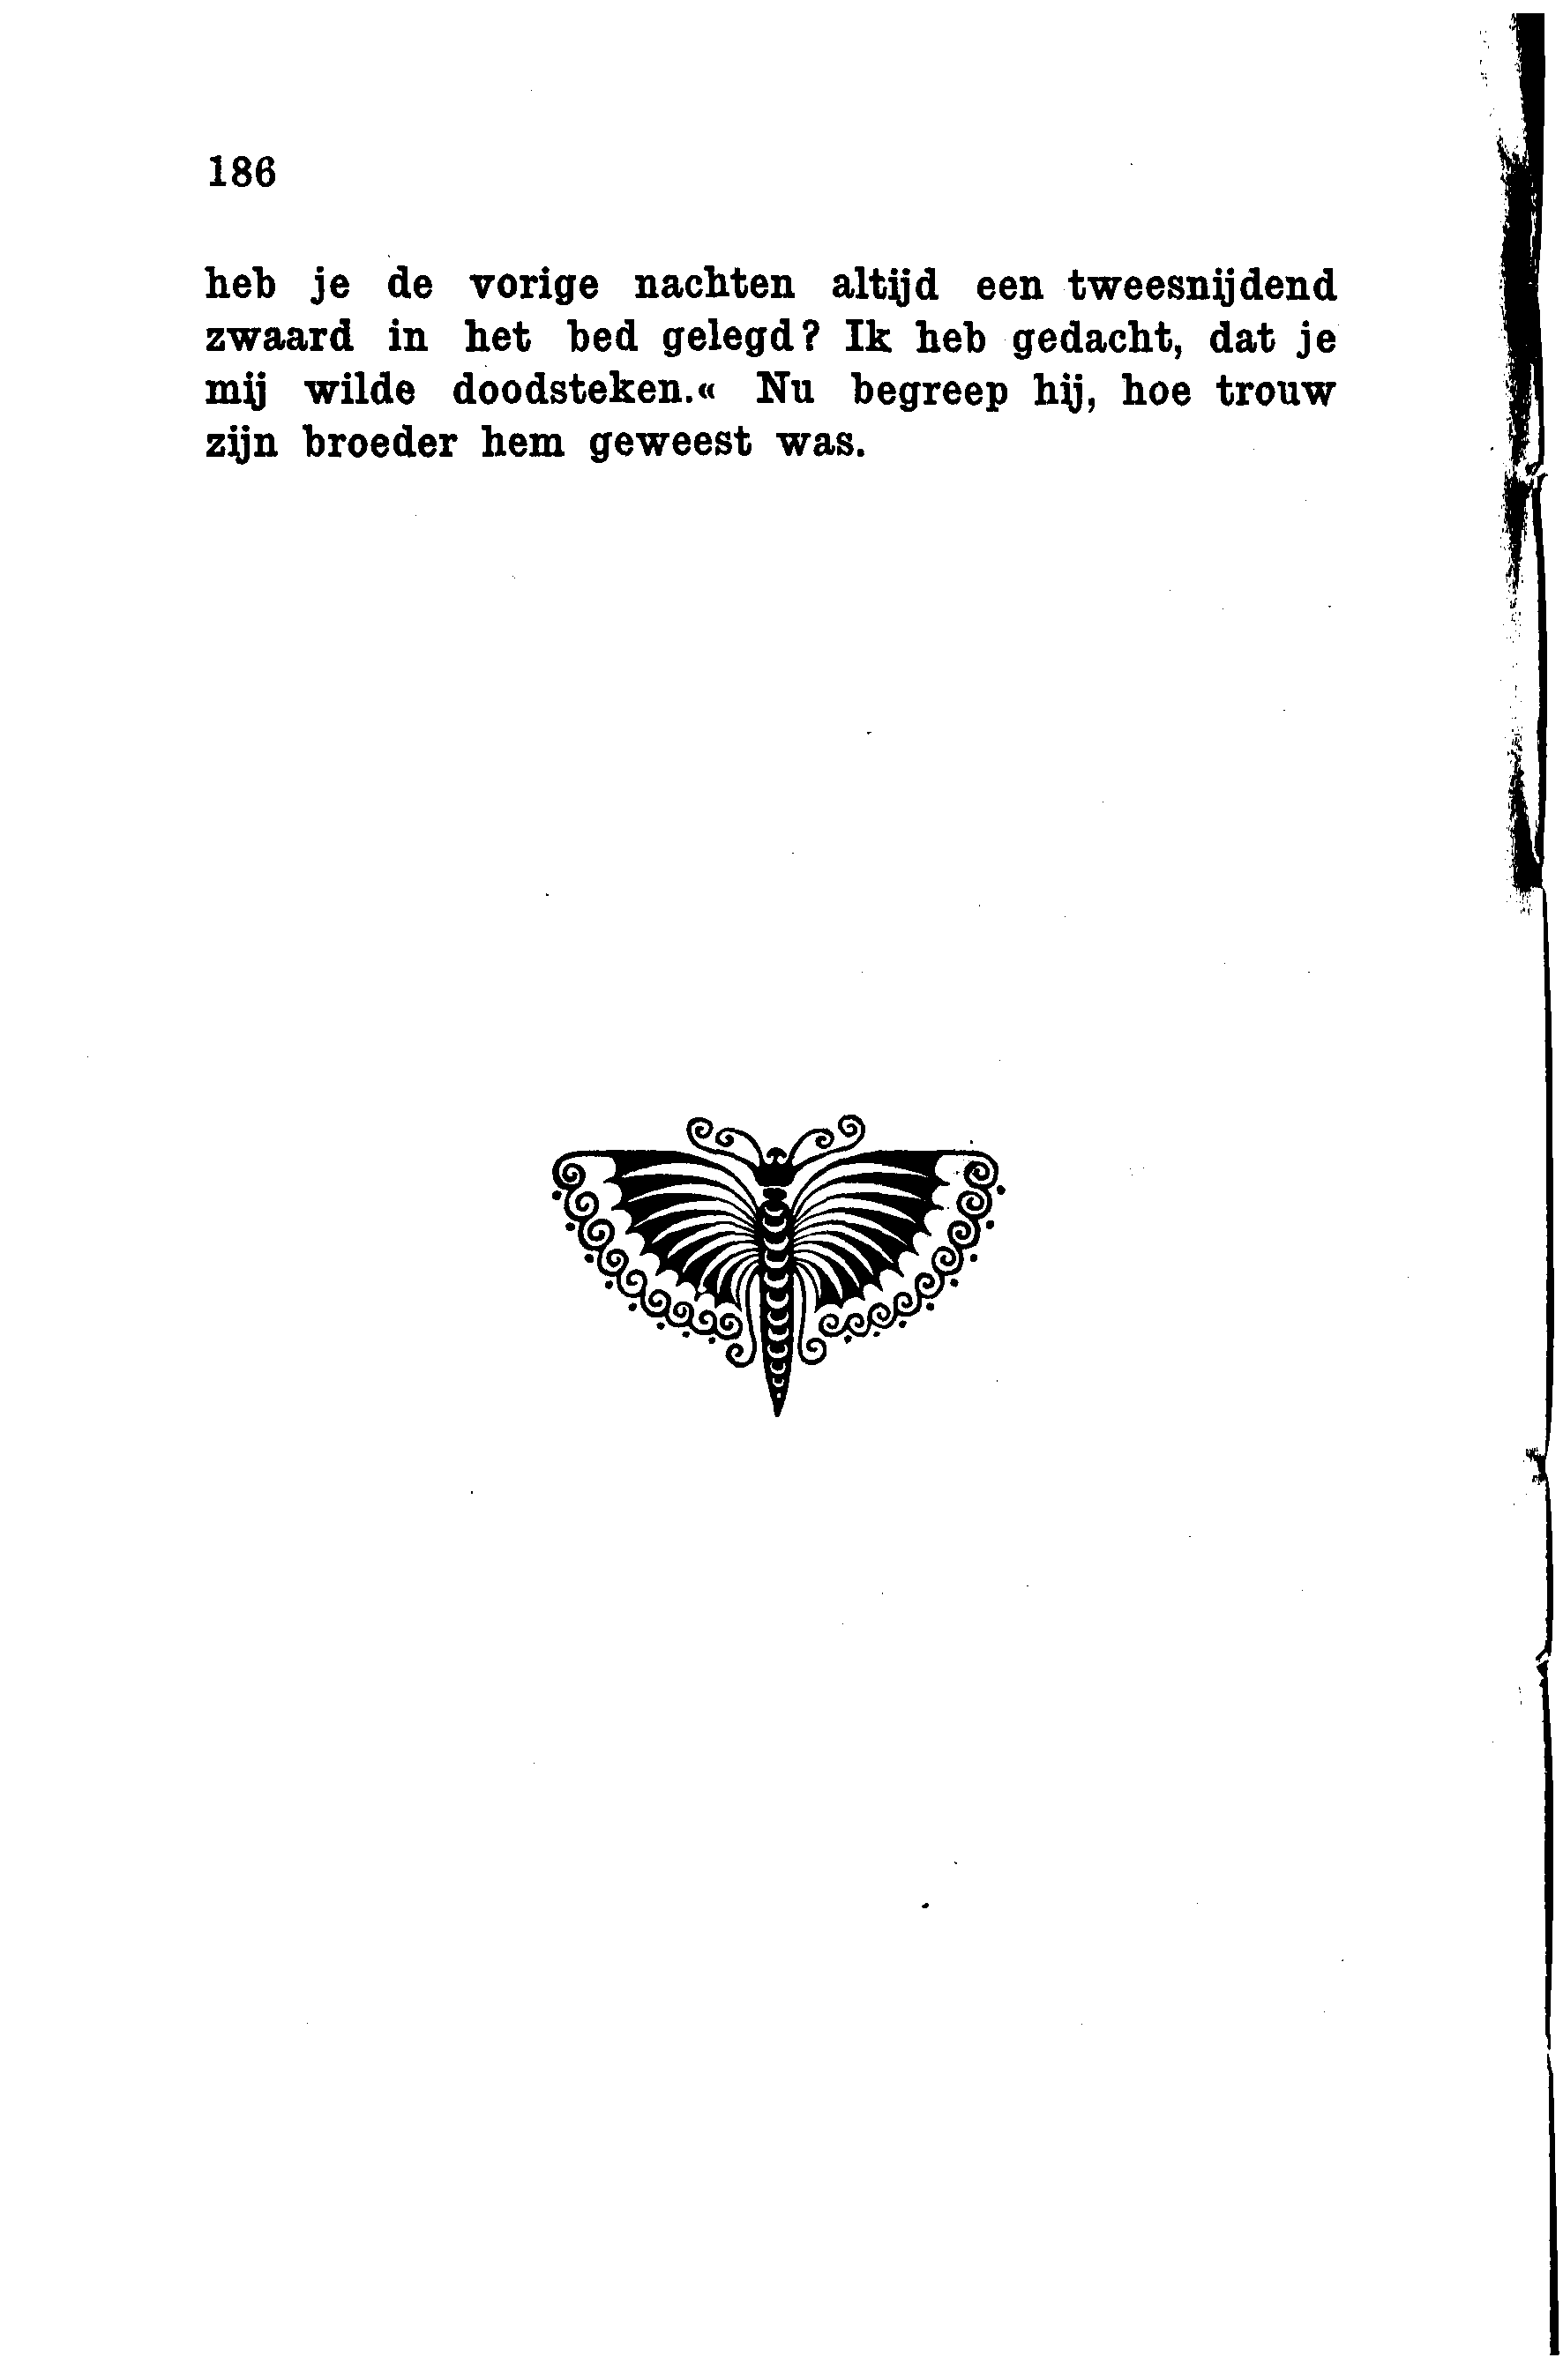 186
heb je de vorige nachten altijd een tweesnijdend
zwaard in het bed gelegd? Ik heb gedacht, dat je
mij wilde doodsteken.« Nu begreep hij, hoe trouw
zijn broeder hem geweest was.